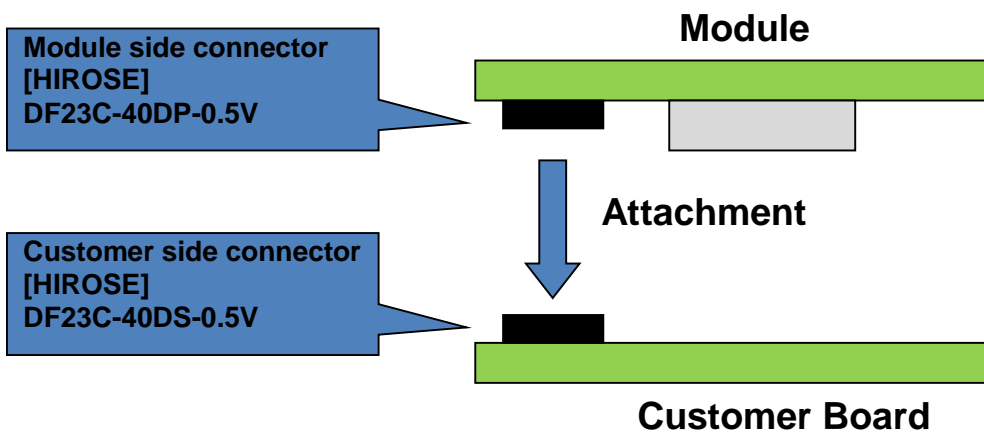 Module
Module side connector
[HIROSE]
DF23C-40DP-0.5V
Attachment
Customer side connector
[HIROSE]
DF23C-40DS-0.5V
Customer Board